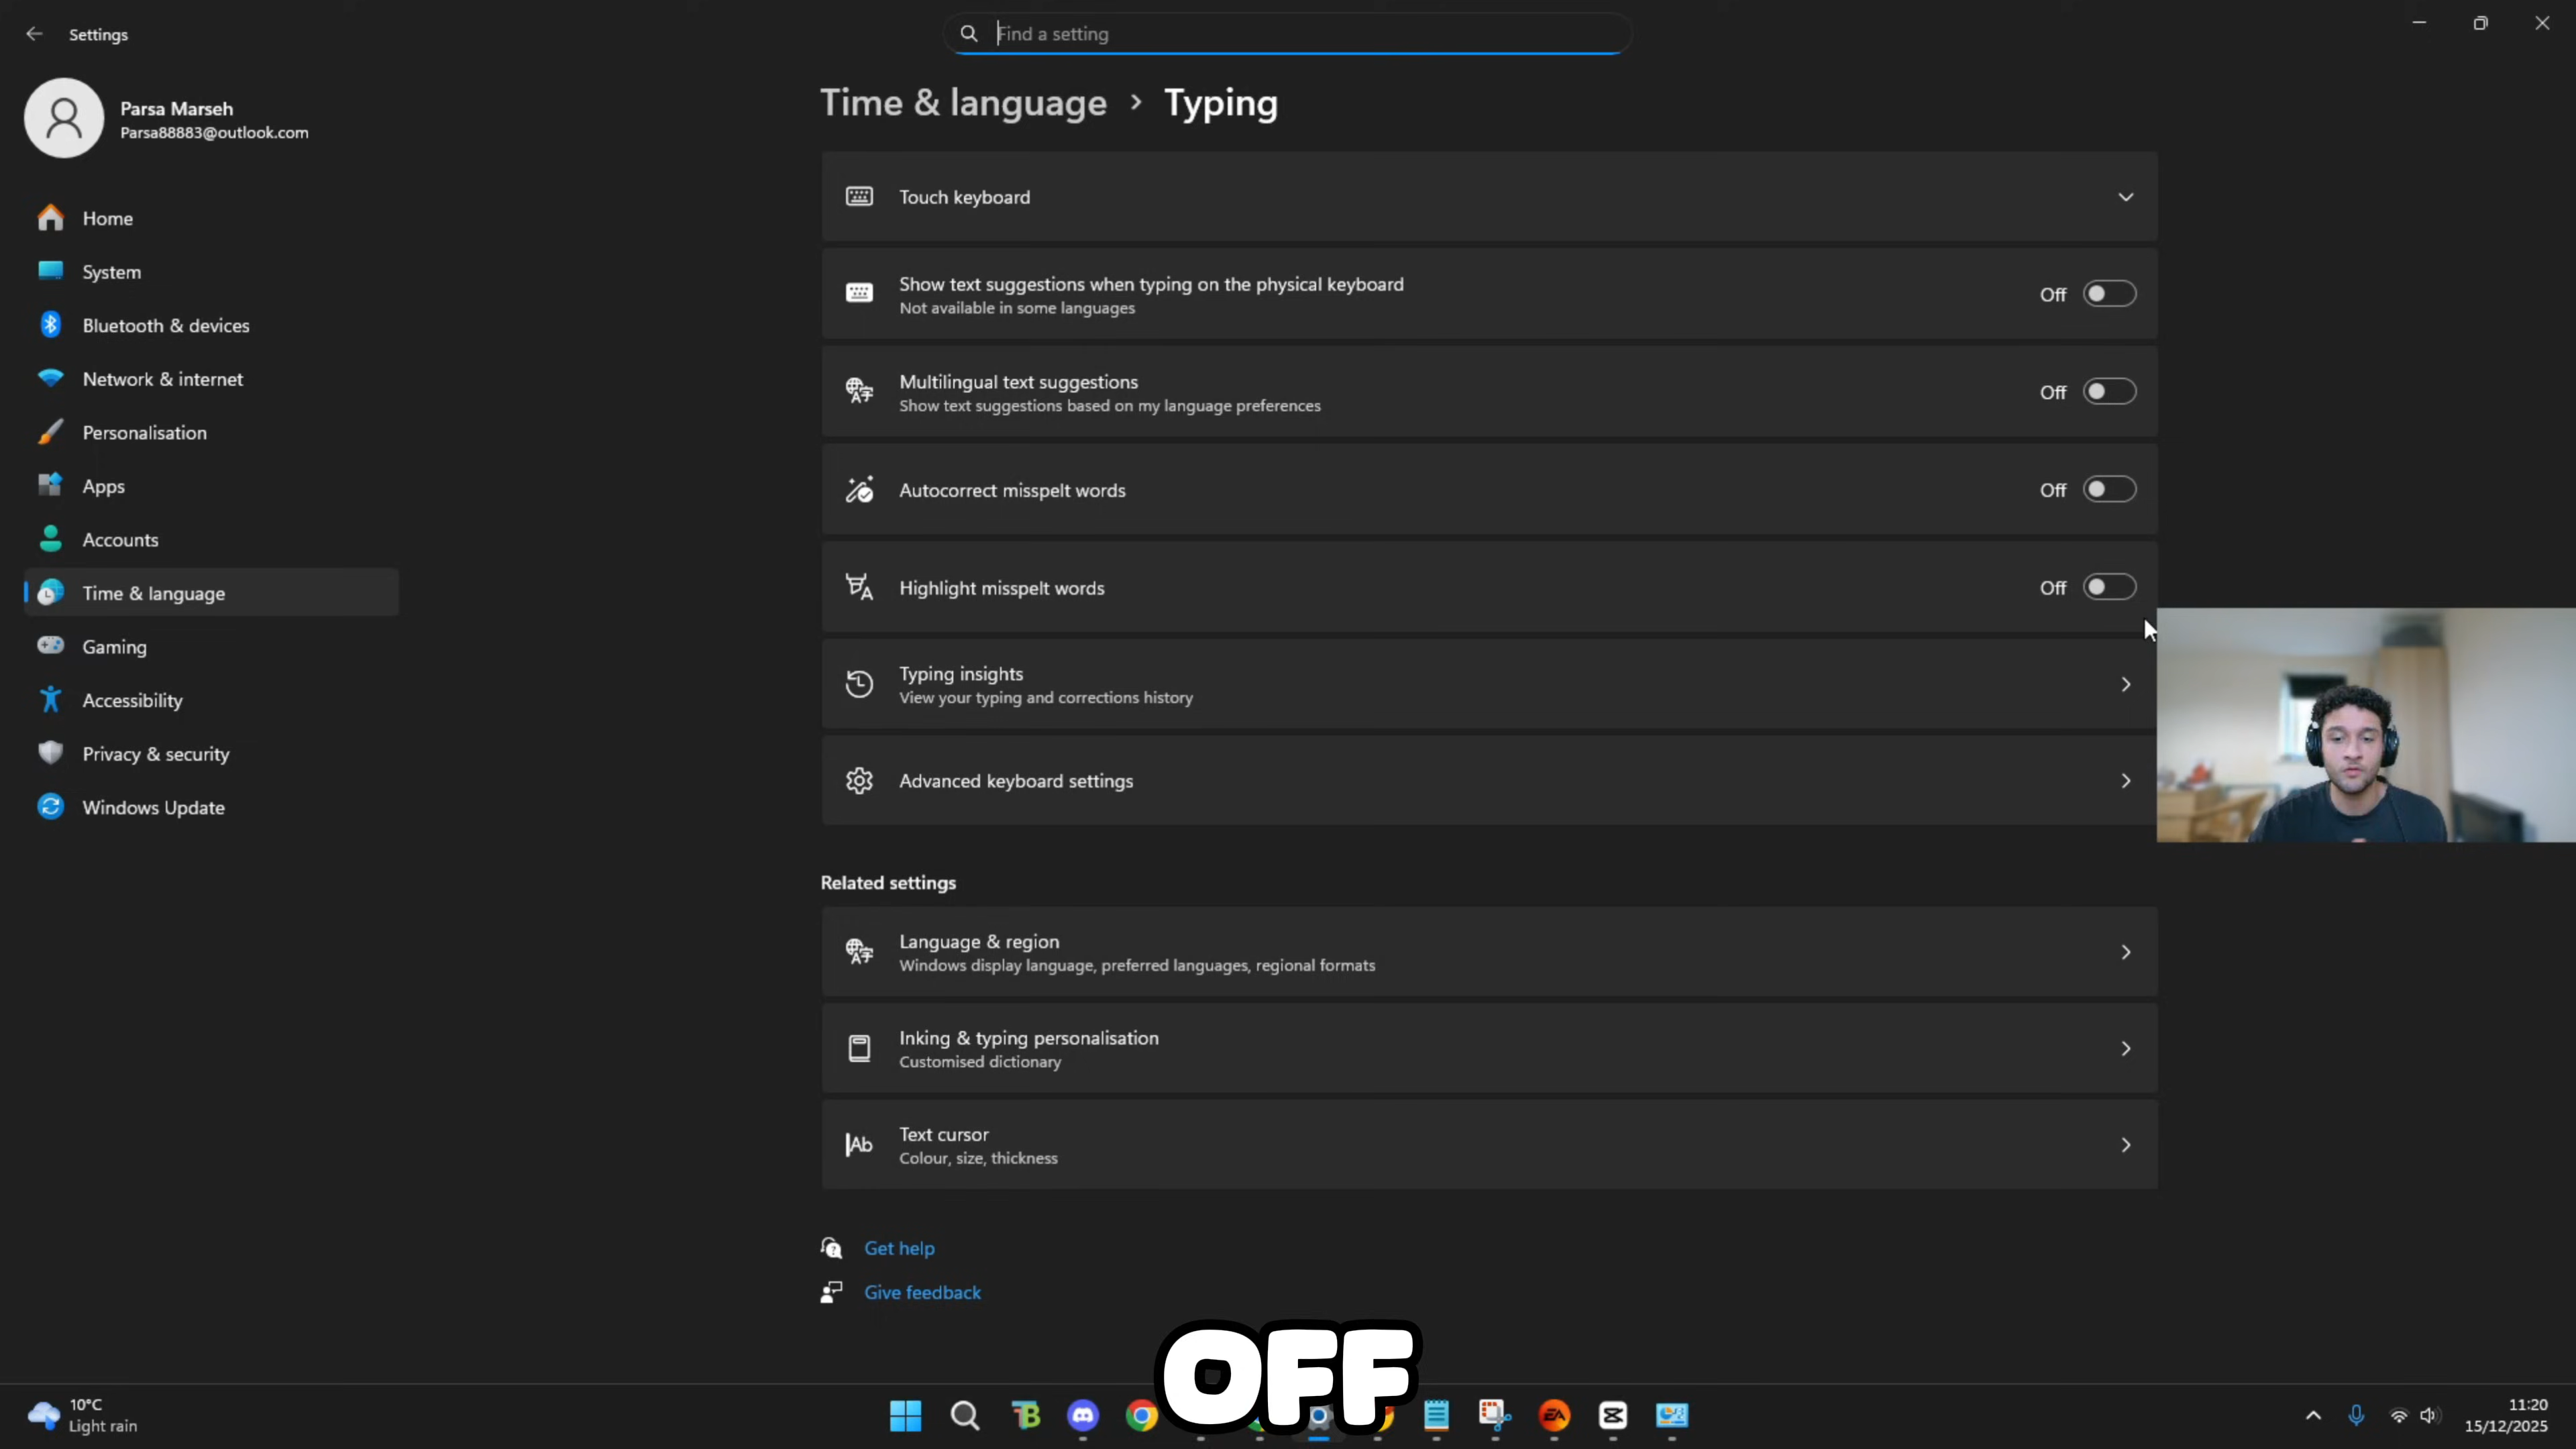 Settings
Find a setting
Parsa Marseh
Parsa88883@outlook.com
Home
System
Bluetooth & devices
Network & internet
Personalisation
Apps
Accounts
Time & language
Gaming
Accessibility
Privacy & security
Windows Update
Time & language > Typing
Touch keyboard
Show text suggestions when typing on the physical keyboard
Not available in some languages
Off
Multilingual text suggestions
Show text suggestions based on my language preferences
Off
Autocorrect misspelt words
Off
Highlight misspelt words
Off
Typing insights
View your typing and corrections history
Advanced keyboard settings
Related settings
Language & region
Windows display language, preferred languages, regional formats
Inking & typing personalisation
Customised dictionary
Text cursor
Colour, size, thickness
Get help
Give feedback
OFF
10°C
Light rain
11:20
15/12/2025